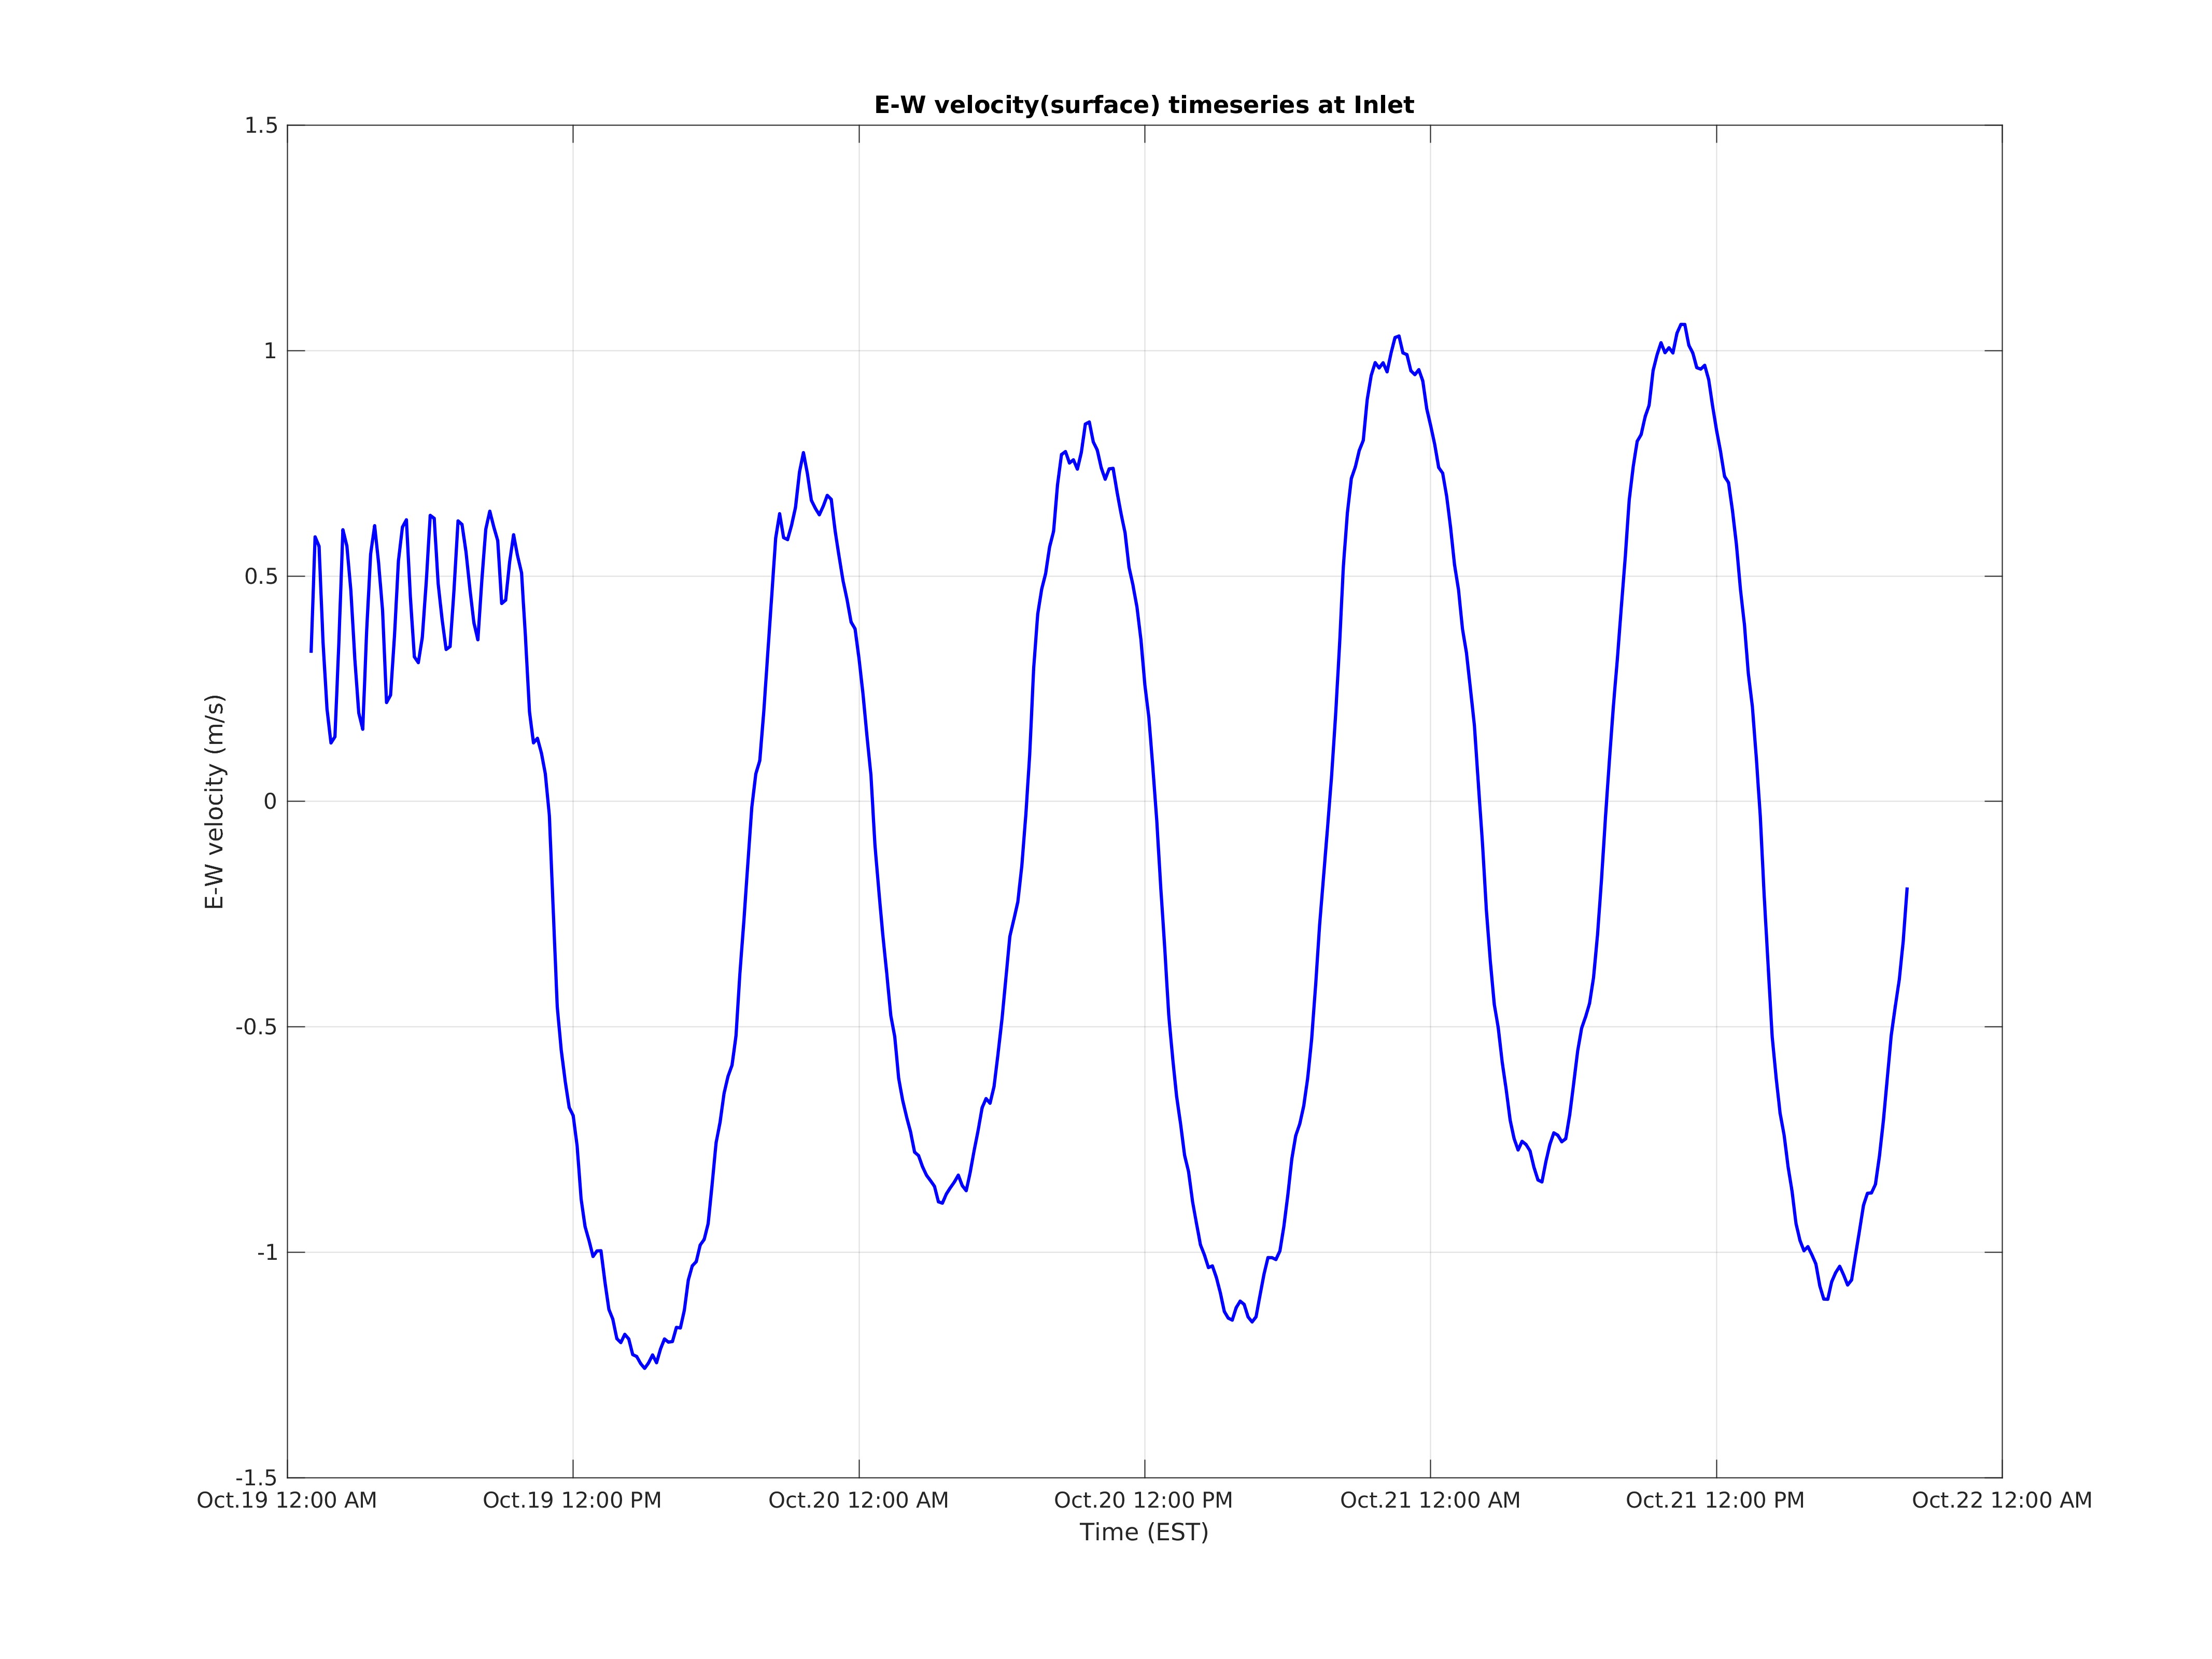 E-W velocity(surface) timeseries at Inlet
1.5
1
0.5
0
-0.5
-1
-1.5
E-W velocity (m/s)
Oct.19 12:00 AM Oct.19 12:00 PM Oct.20 12:00 AM Oct.20 12:00 PM Oct.21 12:00 AM Oct.21 12:00 PM Oct.22 12:00 AM
Time (EST)